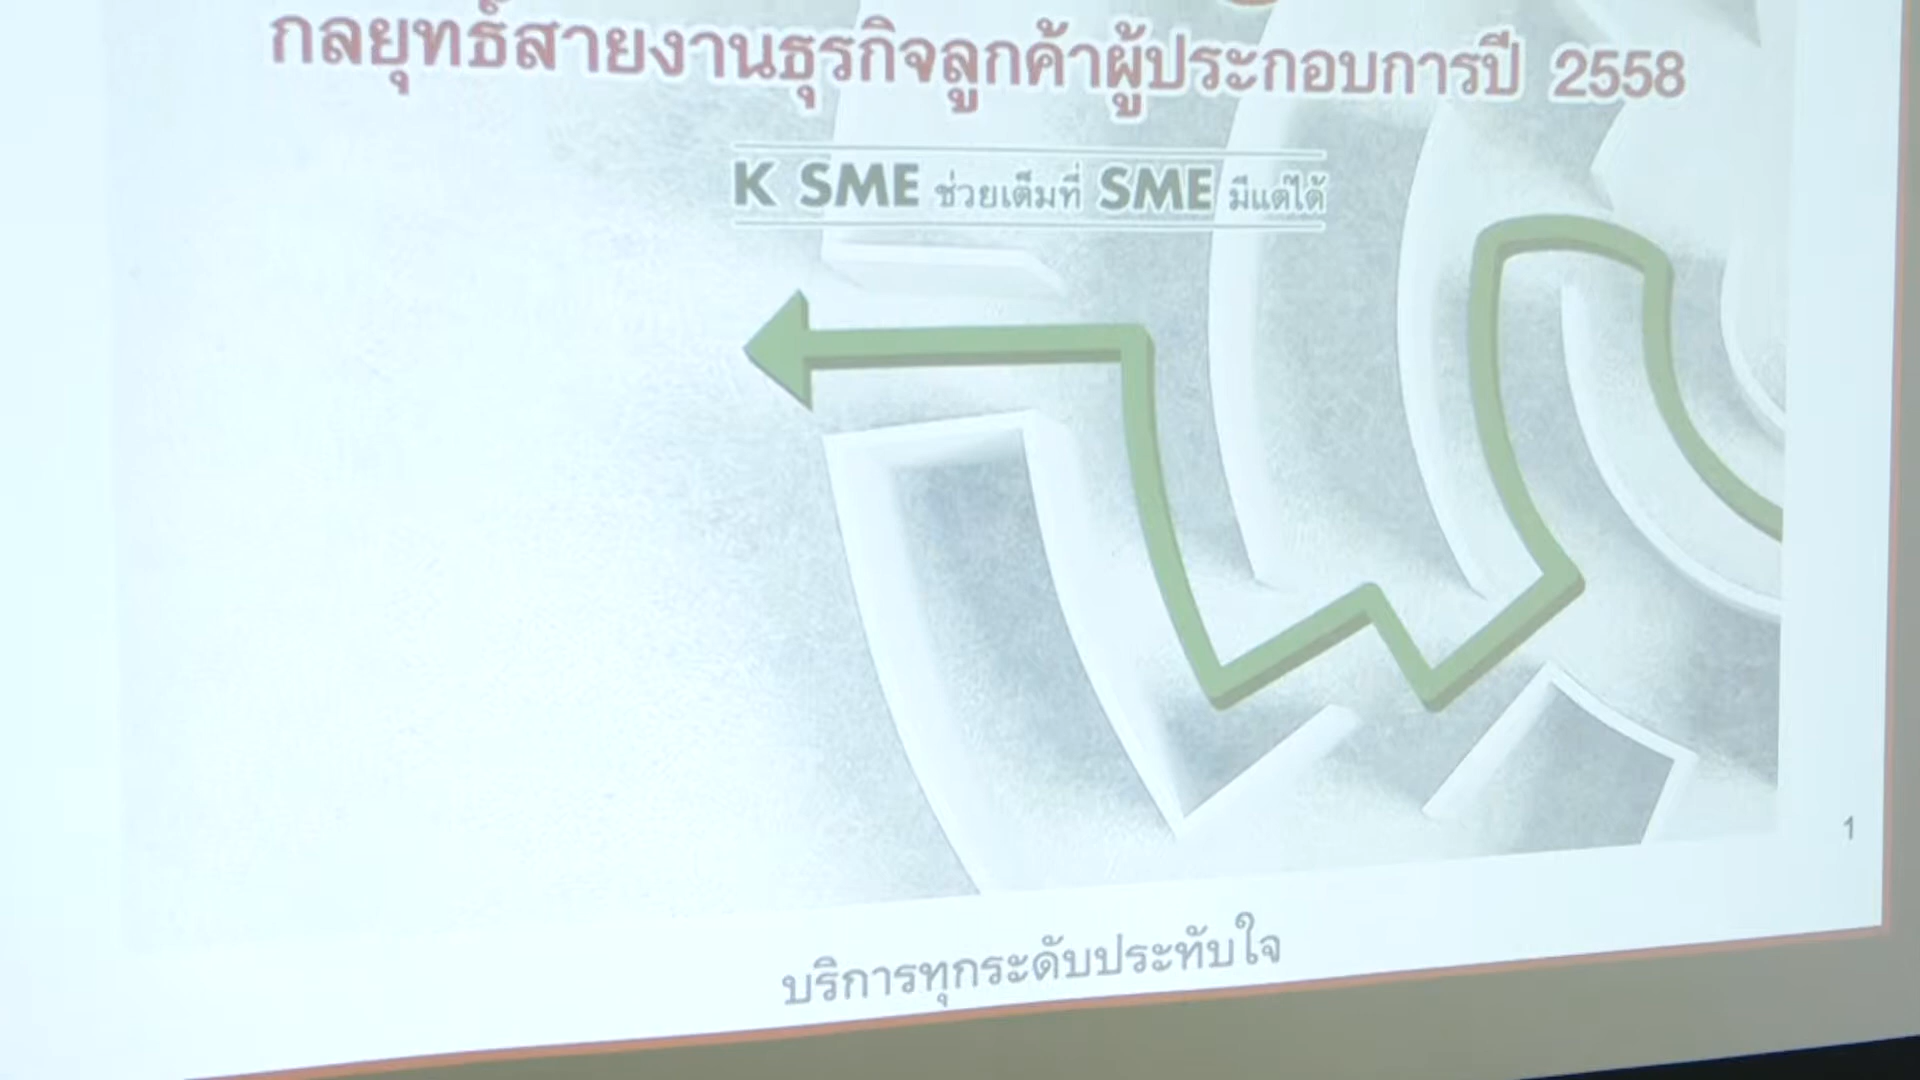 กลยุทธ์สายงานธุรกิจลูกค้าผู้ประกอบการปี 2558
K SME ช่วยเต็มที่ SME มีแต่ได้
1
บริการทุกระดับประทับใจ